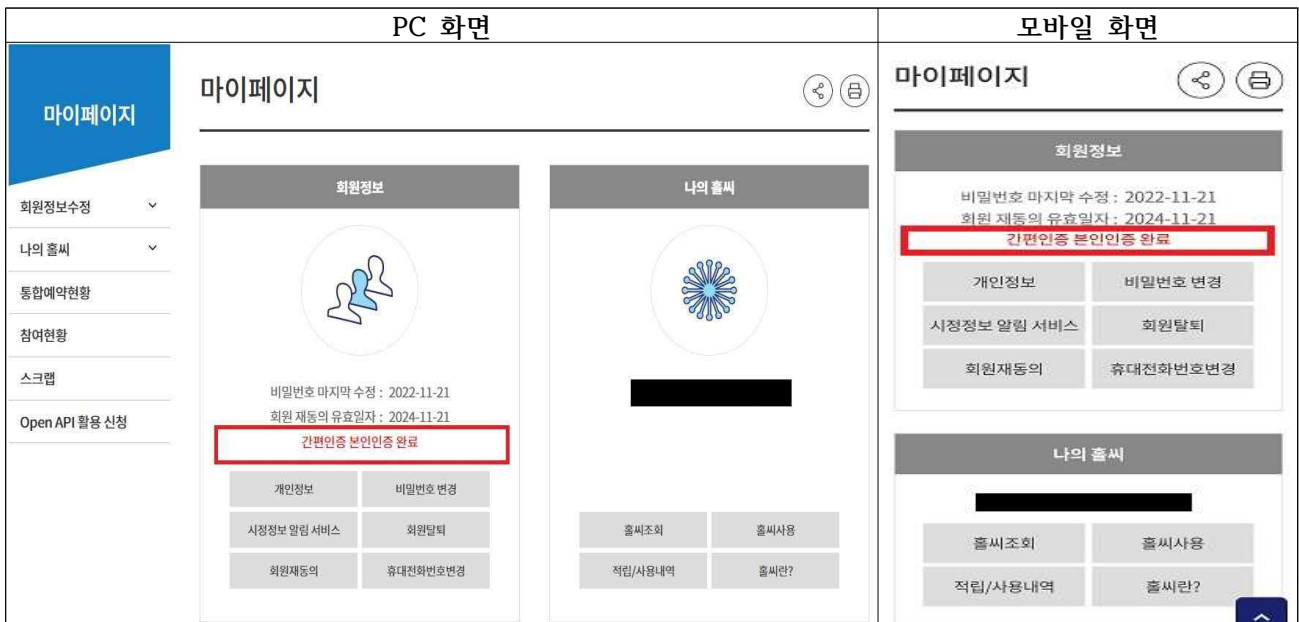 PC 화면
모바일 화면
마이페이지
회원정보수정
나의 홀씨
통합예약현황
참여현황
스크랩
Open API 활용 신청
마이페이지
회원정보
비밀번호 마지막 수정 : 2022-11-21
회원 재동의 유효일자 : 2024-11-21
간편인증 본인인증 완료
개인정보 비밀번호 변경
시정정보 알림 서비스 회원탈퇴
회원재동의 휴대전화번호변경
나의 홀씨
홀씨조회 홀씨사용
적립/사용내역 홀씨란?
마이페이지
회원정보
비밀번호 마지막 수정 : 2022-11-21
회원 재동의 유효일자 : 2024-11-21
간편인증 본인인증 완료
개인정보 비밀번호 변경
시정정보 알림 서비스 회원탈퇴
회원재동의 휴대전화번호변경
나의 홀씨
홀씨조회 홀씨사용
적립/사용내역 홀씨란?